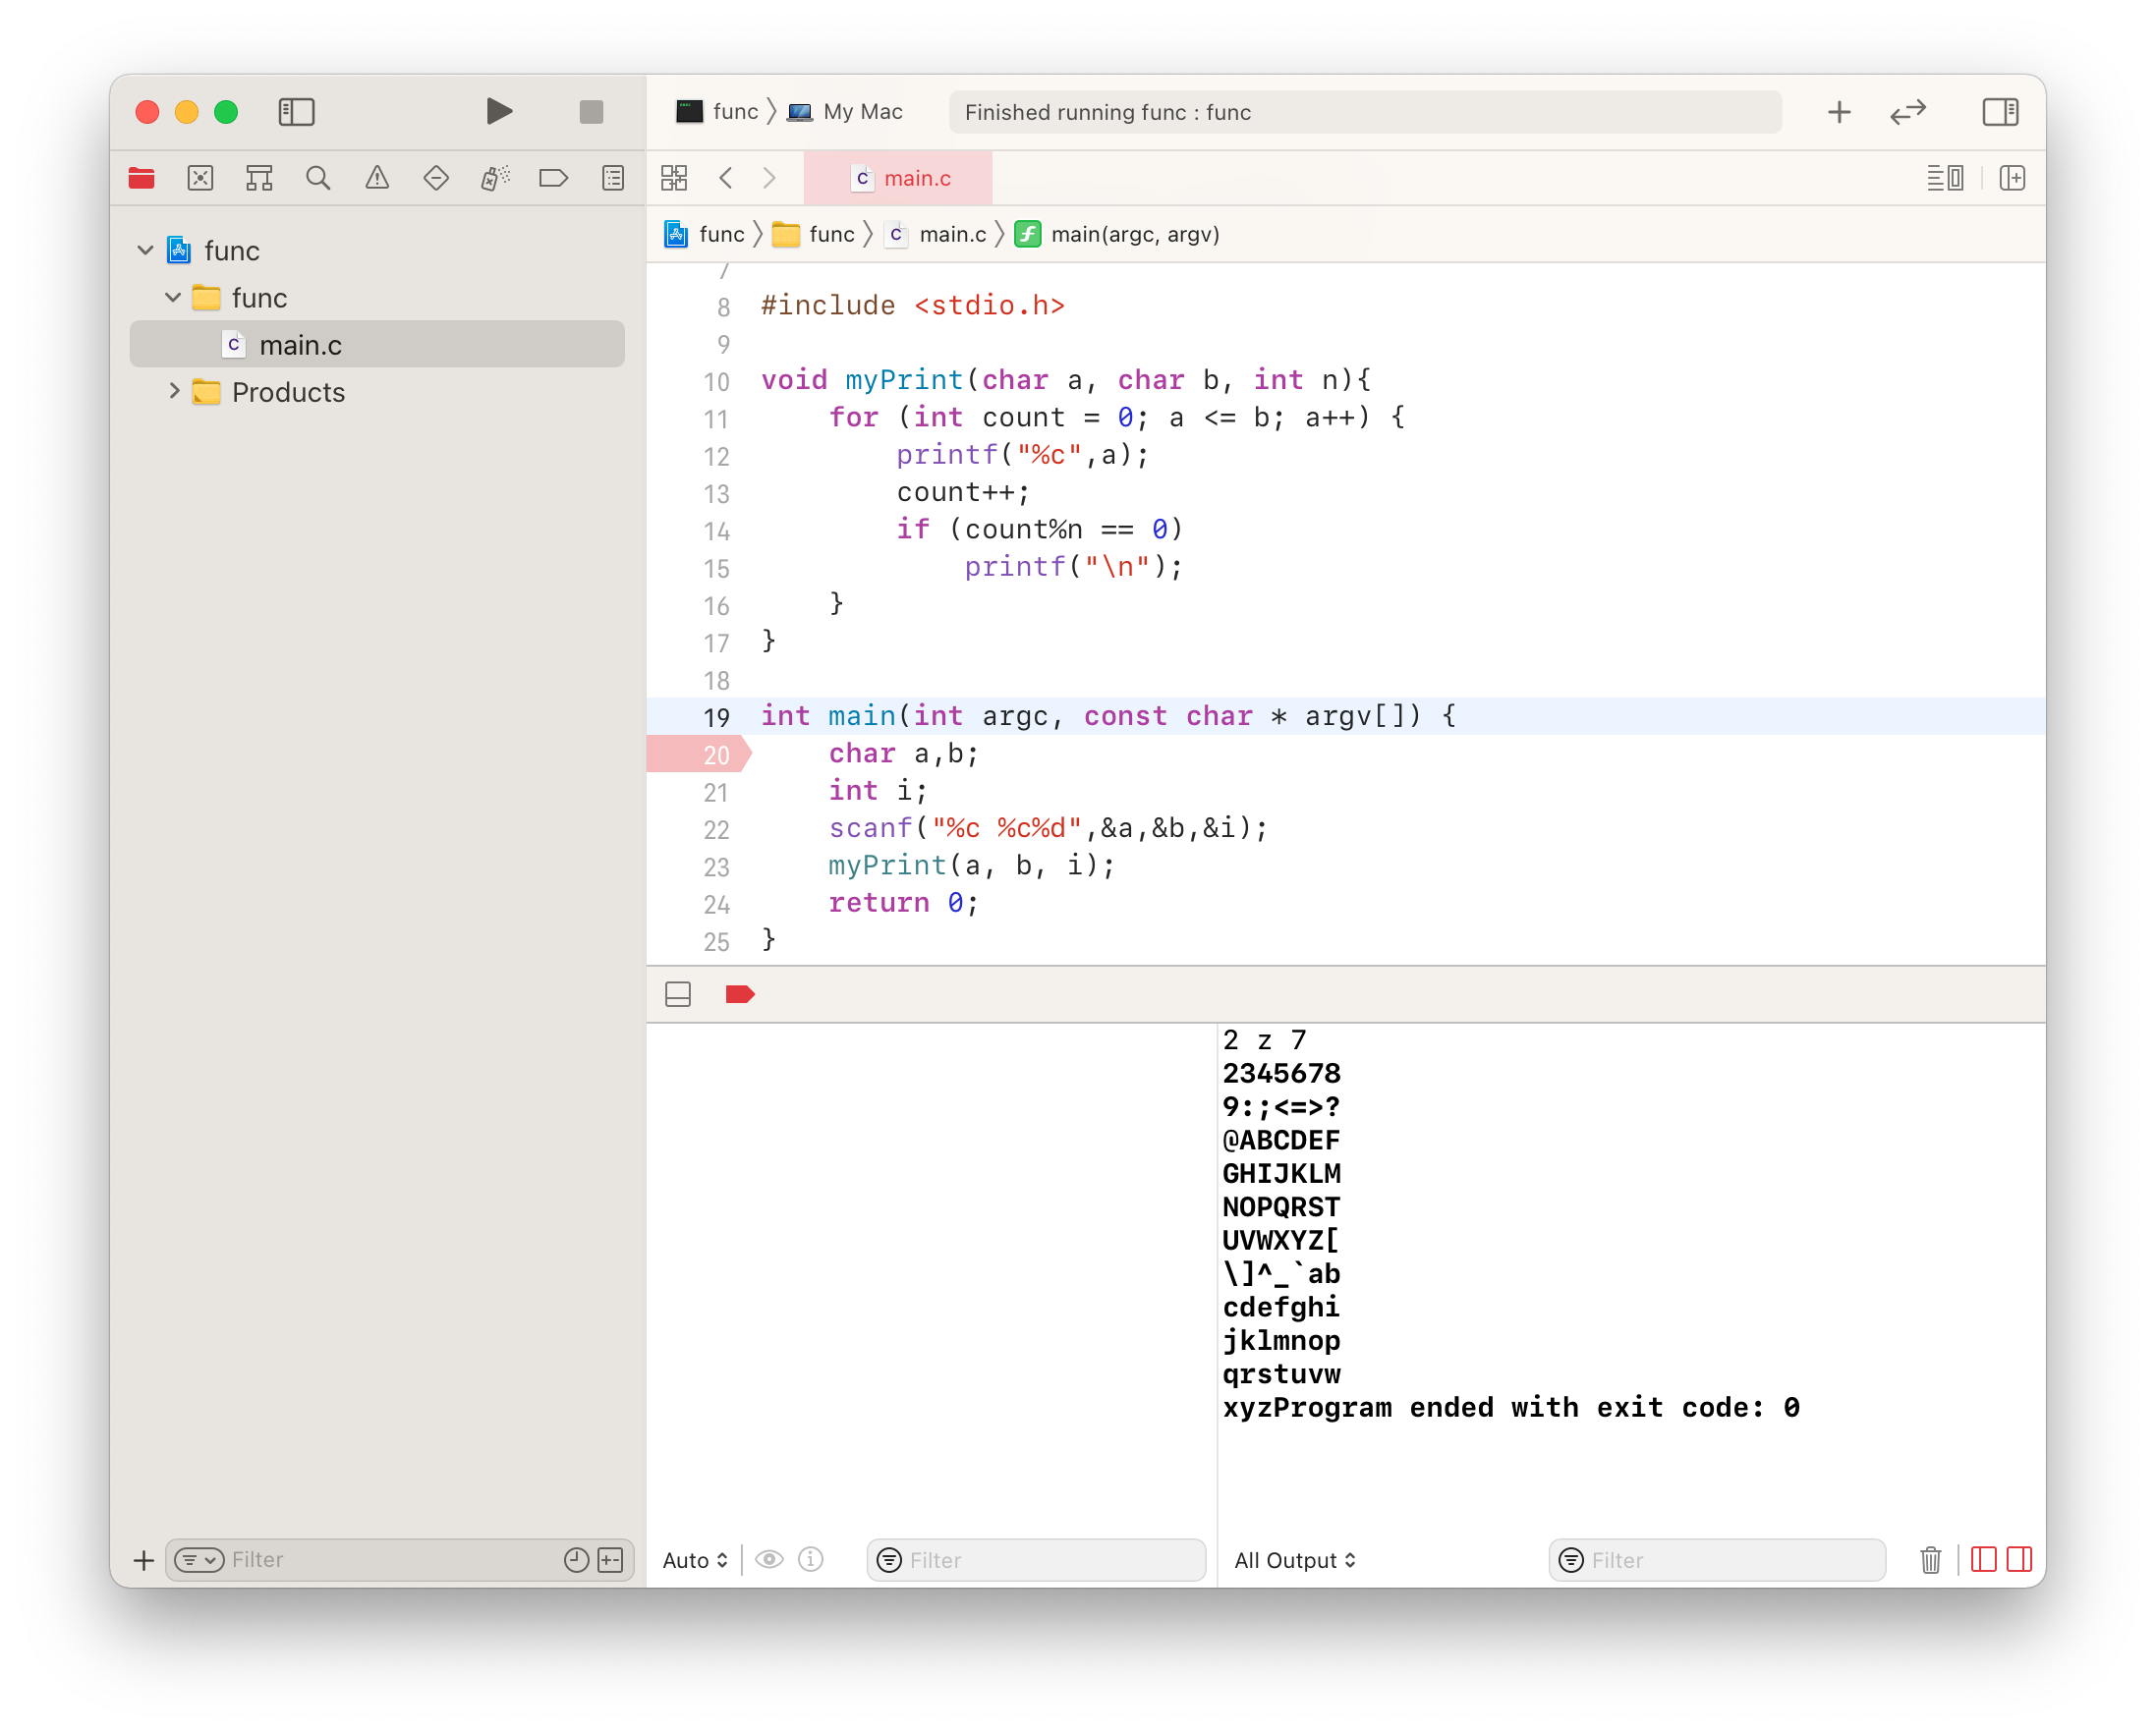 func 〉 My Mac
Finished running func : func
main.c
func 〉 func 〉 main.c 〉 main(argc, argv)
func
func
main.c
Products
7
8 #include <stdio.h>
9
10 void myPrint(char a, char b, int n){
11     for (int count = 0; a <= b; a++) {
12         printf("%c",a);
13         count++;
14         if (count%n == 0)
15             printf("\n");
16     }
17 }
18
19 int main(int argc, const char * argv[]) {
20     char a,b;
21     int i;
22     scanf("%c %c%d",&a,&b,&i);
23     myPrint(a, b, i);
24     return 0;
25 }
2 z 7
2345678
9:;<=>?
@ABCDEF
GHIJKLM
NOPQRST
UVWXYZ[
\]^_`ab
cdefghi
jklmnop
qrstuvw
xyzProgram ended with exit code: 0
Filter
Auto
Filter
All Output
Filter